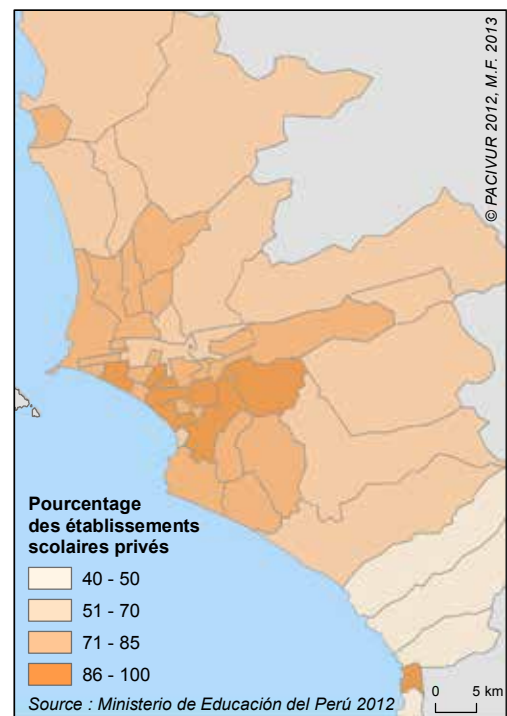 © PACIVUR 2012, M.F. 2013
Pourcentage
des établissements
scolaires privés
40 - 50
51 - 70
71 - 85
86 - 100
0 5 km
Source : Ministerio de Educación del Perú 2012